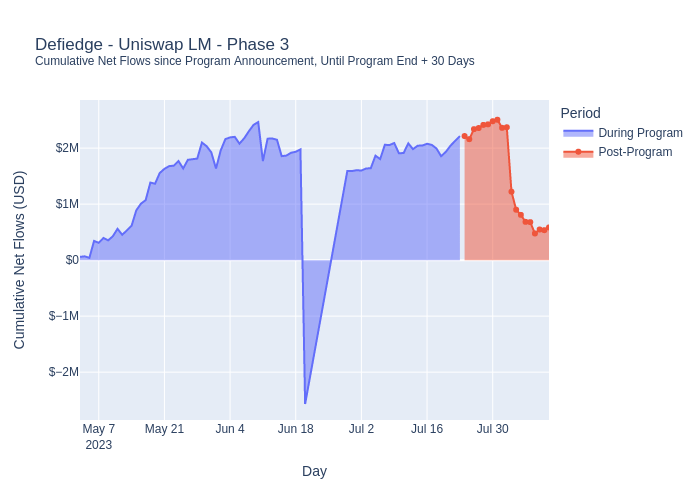 Defiedge - Uniswap LM - Phase 3
Cumulative Net Flows since Program Announcement, Until Program End + 30 Days
Period
During Program
Post-Program
Cumulative Net Flows (USD)
$2M
$1M
$0
$−1M
$−2M
May 7
2023
May 21
Jun 4
Jun 18
Jul 2
Jul 16
Jul 30
Day